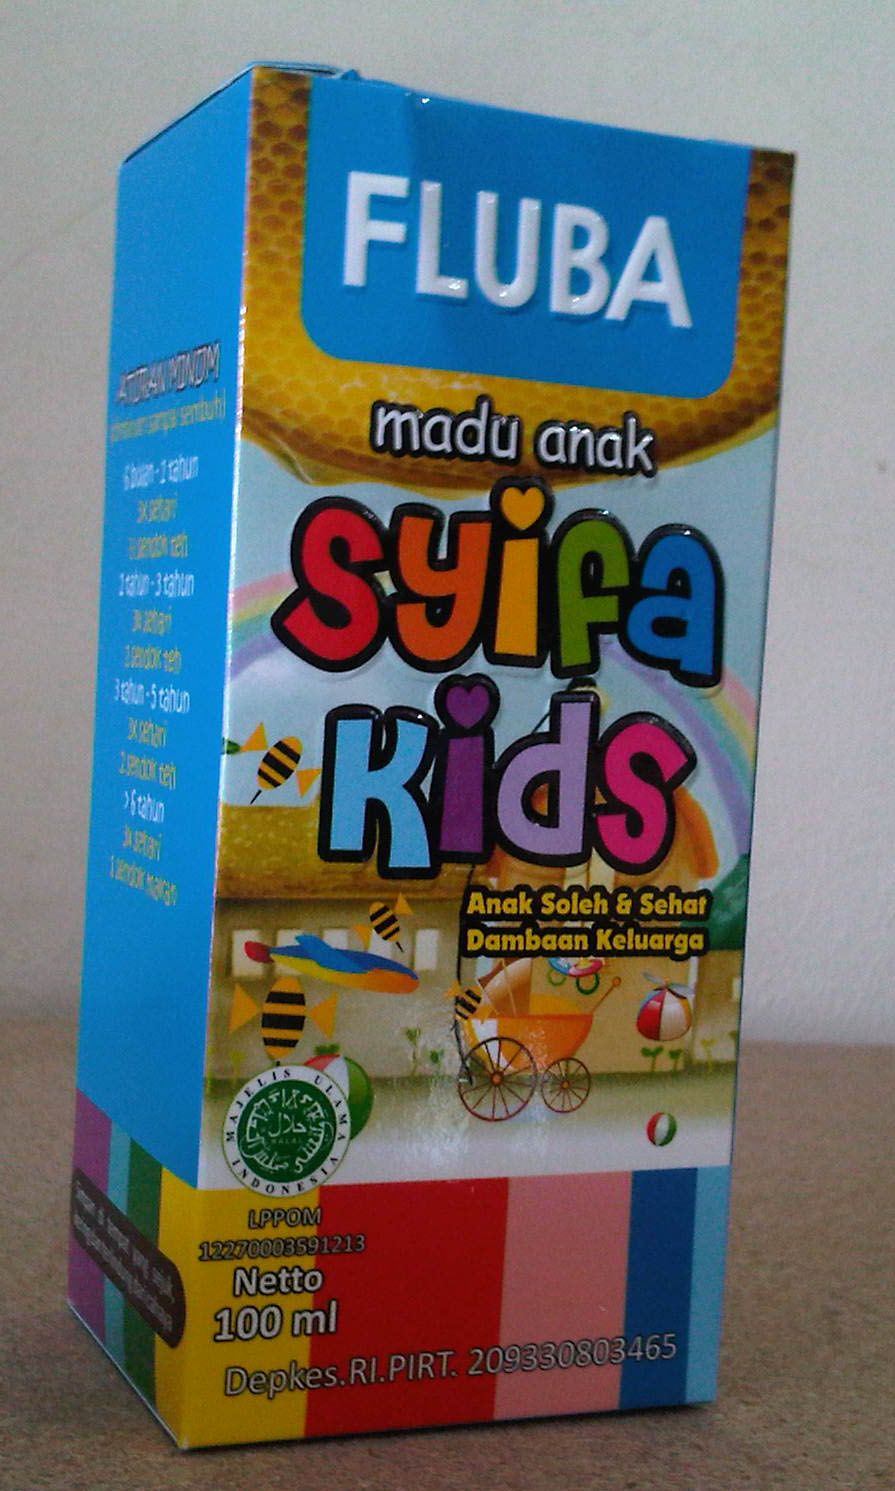 FLUBA
madu anak
Syifa
Kids
Anak Soleh & Sehat
Dambaan Keluarga
MAJELIS ULAMA INDONESIA
حلال
HALAL
LPPOM
12270003591213
Netto
100 ml
Depkes.RI.PIRT. 209330803465
ATURAN MINUM
6 bulan - 1 tahun
3x sehari
sendok teh
1 tahun - 3 tahun
3x sehari
1 sendok teh
3 tahun - 5 tahun
3x sehari
2 sendok teh
> 6 tahun
3x sehari
1 sendok makan